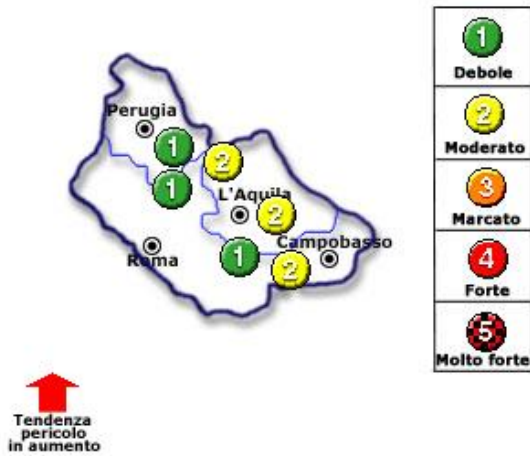 Perugia
1
1
2
L'Aquila
2
Roma
1
Campobasso
2
1
Debole
2
Moderato
3
Marcato
4
Forte
5
Molto forte
Tendenza
pericolo
in aumento